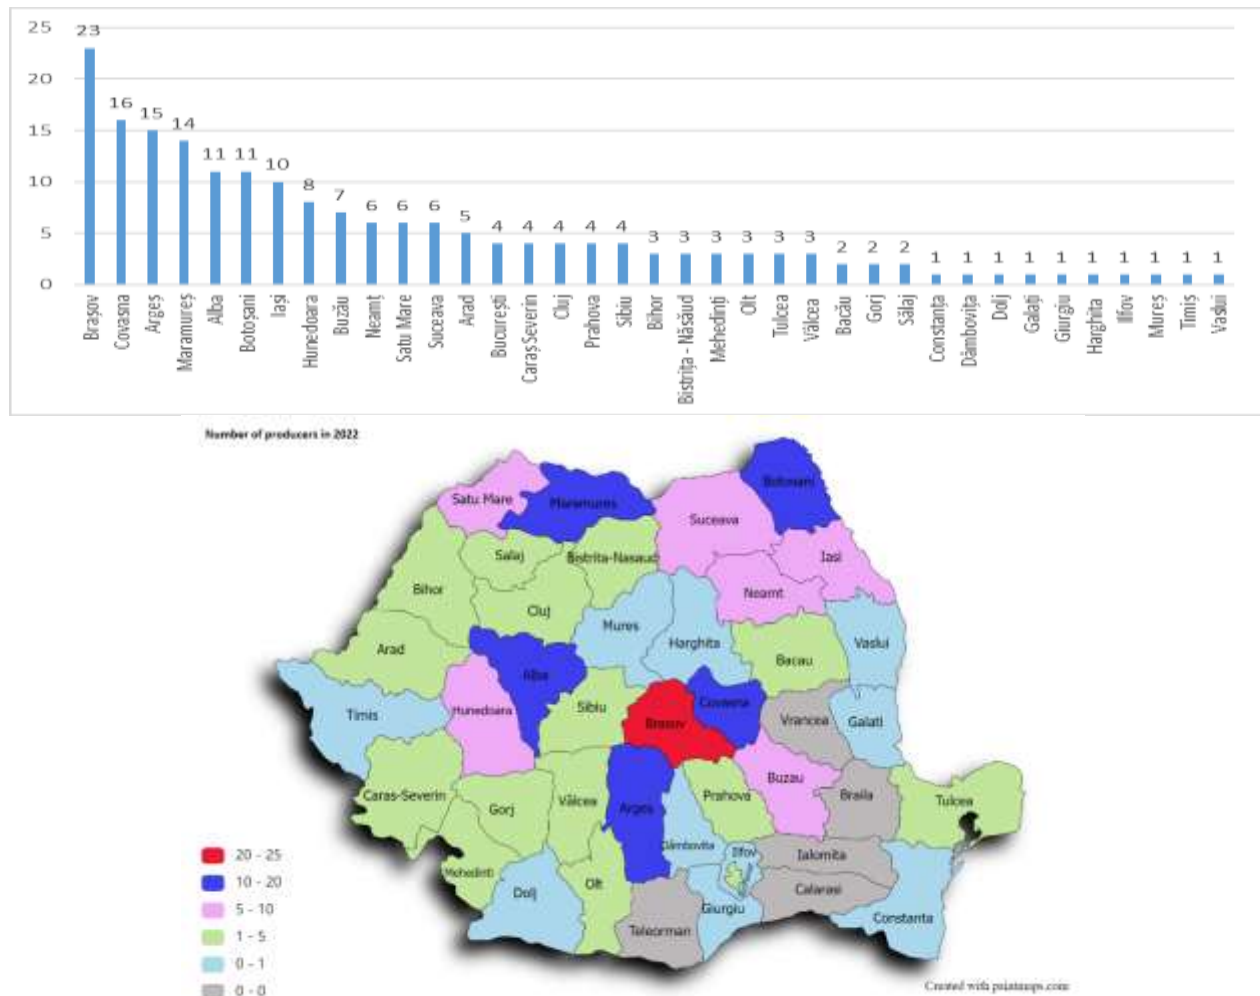 25
20
15
10
5
0
23
16
15
14
11
11
10
8
7
6
6
6
5
4
4
4
4
4
3
3
3
3
3
3
2
2
2
1
1
1
1
1
1
1
1
1
1
Brașov
Covasna
Argeș
Maramureș
Alba
Botoșani
Iași
Hunedoara
Buzău
Neamț
Satu Mare
Suceava
Arad
București
Caraș Severin
Cluj
Prahova
Sibiu
Bihor
Bistrița - Năsăud
Mehedinți
Olt
Tulcea
Vâlcea
Bacău
Gorj
Sălaj
Constanța
Dâmbovița
Dolj
Galați
Giurgiu
Harghita
Ilfov
Mureș
Timiș
Vaslui
Number of producers in 2022
Satu Mare
Maramures
Botosani
Suceava
Salaj
Bistrita-Nasaud
Iasi
Bihor
Cluj
Neamt
Mures
Harghita
Vaslui
Arad
Bacau
Alba
Timis
Hunedoara
Sibiu
Brasov
Covasna
Vrancea
Galati
Caras-Severin
Gorj
Vâlcea
Arges
Prahova
Buzau
Braila
Tulcea
Dâmbovita
Ilfov
Ialomita
Mehedinti
Dolj
Olt
Calarasi
Giurgiu
Constanta
Teleorman
20 - 25
10 - 20
5 - 10
1 - 5
0 - 1
0 - 0
Created with paintmaps.com